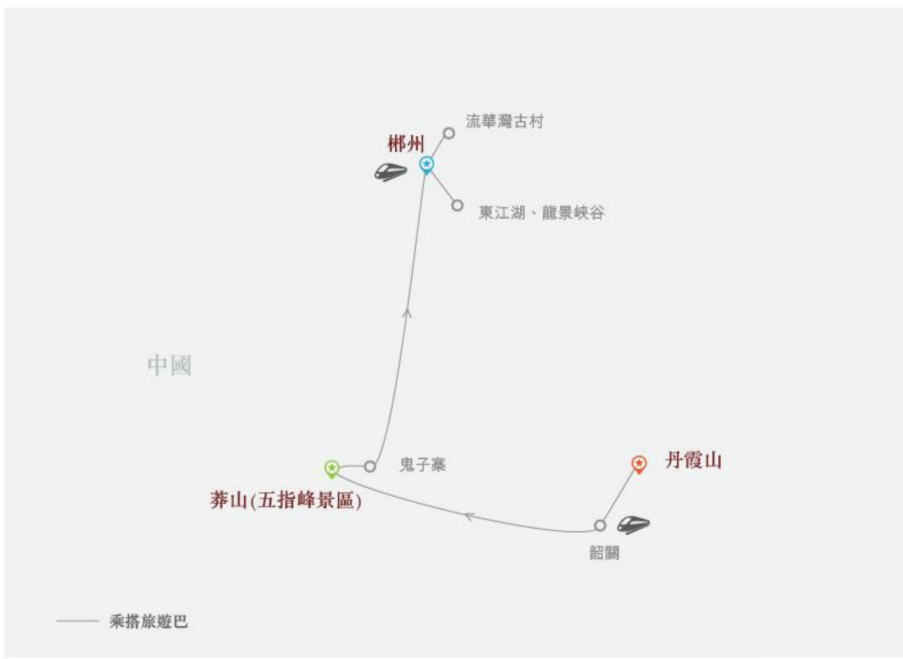 流華灣古村
郴州
東江湖、龍景峽谷
中國
鬼子寨
丹霞山
莽山(五指峰景區)
韶關
乘搭旅遊巴